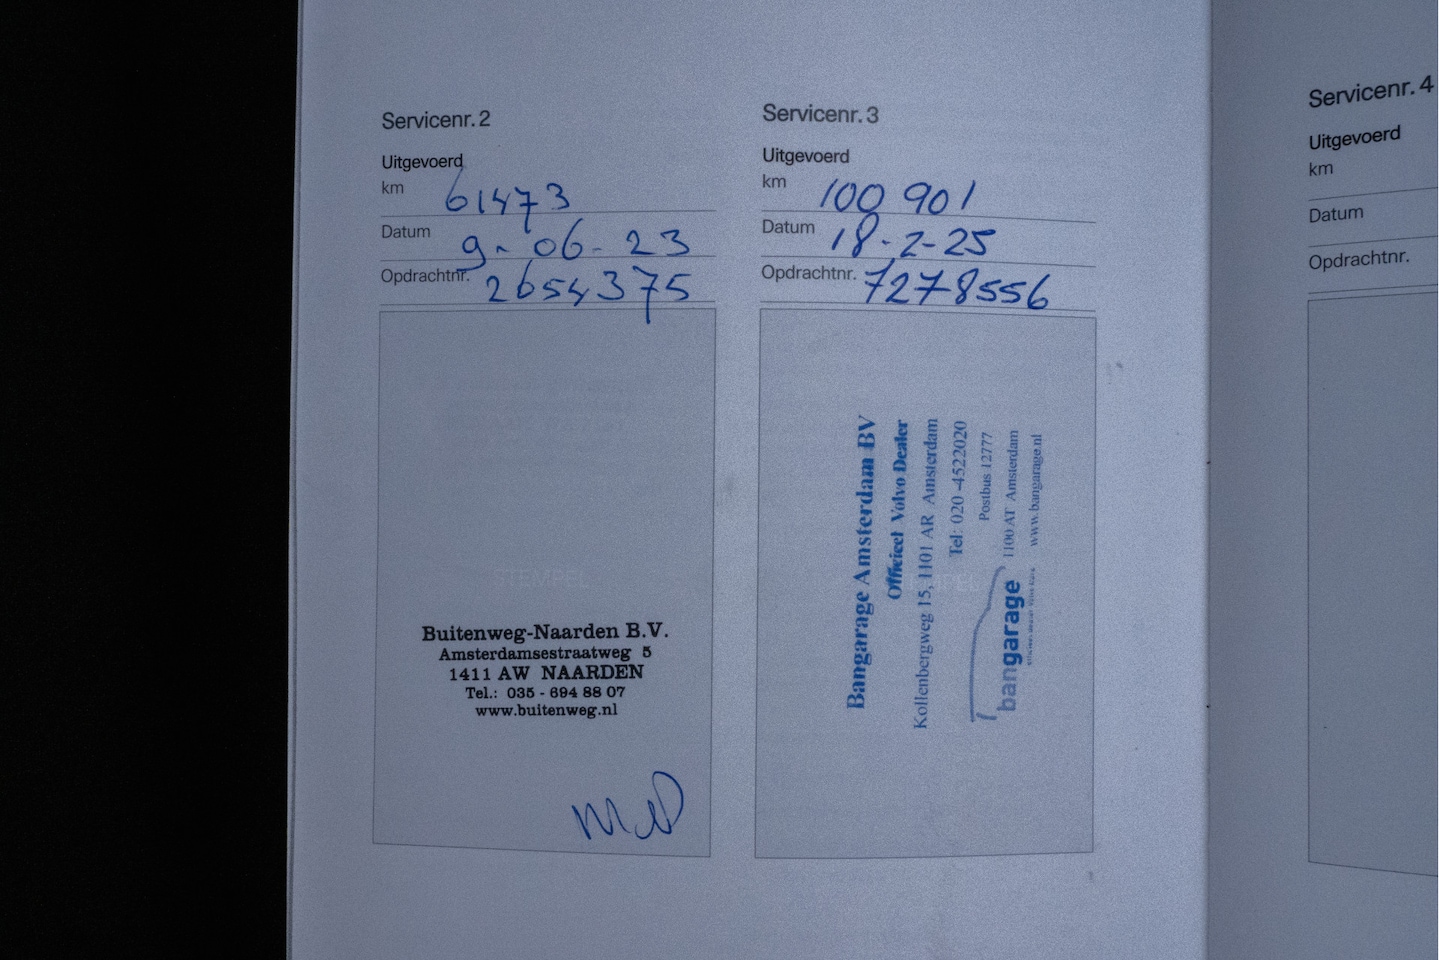 Servicenr. 2
Uitgevoerd
km 61473
Datum 9-06-23
Opdrachtnr. 2654375
STEMPEL
Buitenweg-Naarden B.V.
Amsterdamsestraatweg 5
1411 AW NAARDEN
Tel.: 035 - 694 88 07
www.buitenweg.nl
Servicenr. 3
Uitgevoerd
km 100 901
Datum 18-2-25
Opdrachtnr. 7278556
Bangarage Amsterdam BV
Officieel Volvo Dealer
Kollenbergweg 15, 1101 AR Amsterdam
Tel: 020 -4522020
Postbus 12777
1100 AT Amsterdam
www.bangarage.nl
bangarage
Servicenr. 4
Uitgevoerd
km
Datum
Opdrachtnr.